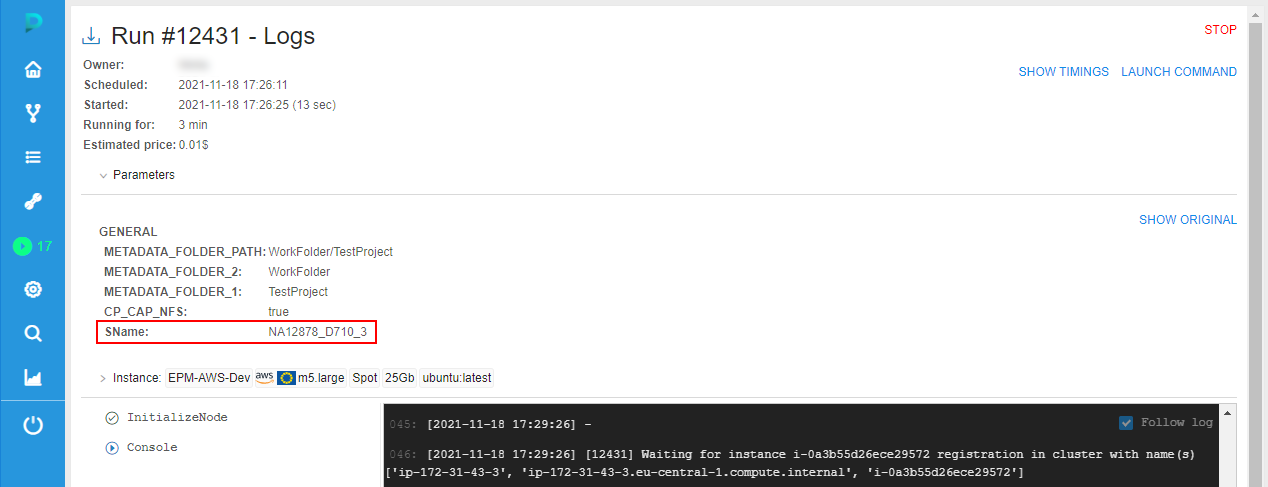 Run #12431 - Logs
STOP
Owner:
Scheduled: 2021-11-18 17:26:11
SHOW TIMINGS LAUNCH COMMAND
Started: 2021-11-18 17:26:25 (13 sec)
Running for: 3 min
Estimated price: 0.01$
Parameters
SHOW ORIGINAL
GENERAL
METADATA_FOLDER_PATH: WorkFolder/TestProject
17
METADATA_FOLDER_2: WorkFolder
METADATA_FOLDER_1: TestProject
CP_CAP_NFS: true
SName: NA12878_D710_3
Instance: EPM-AWS-Dev aws m5.large Spot 25Gb ubuntu:latest
InitializeNode
Console
045: [2021-11-18 17:29:26] -
Follow log
046: [2021-11-18 17:29:26] [12431] Waiting for instance i-0a3b55d26ece29572 registration in cluster with name(s)
['ip-172-31-43-3', 'ip-172-31-43-3.eu-central-1.compute.internal', 'i-0a3b55d26ece29572']